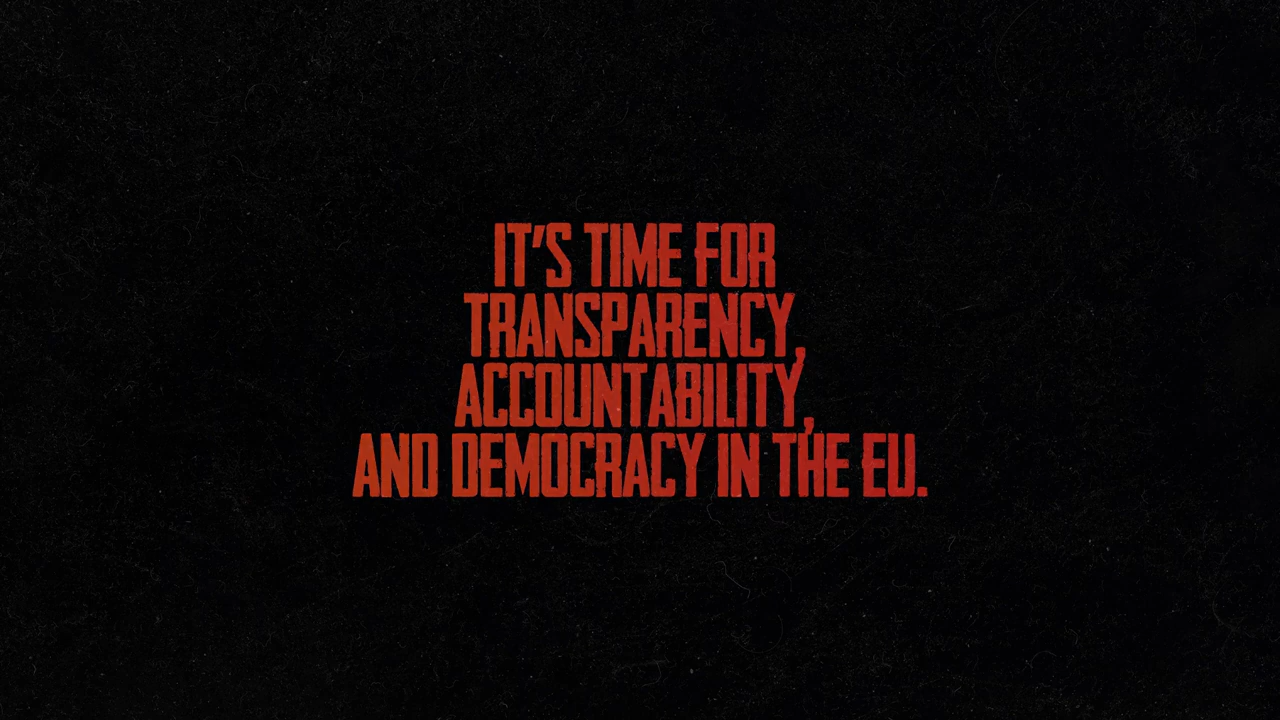 IT'S TIME FOR
TRANSPARENCY,
ACCOUNTABILITY,
AND DEMOCRACY IN THE EU.